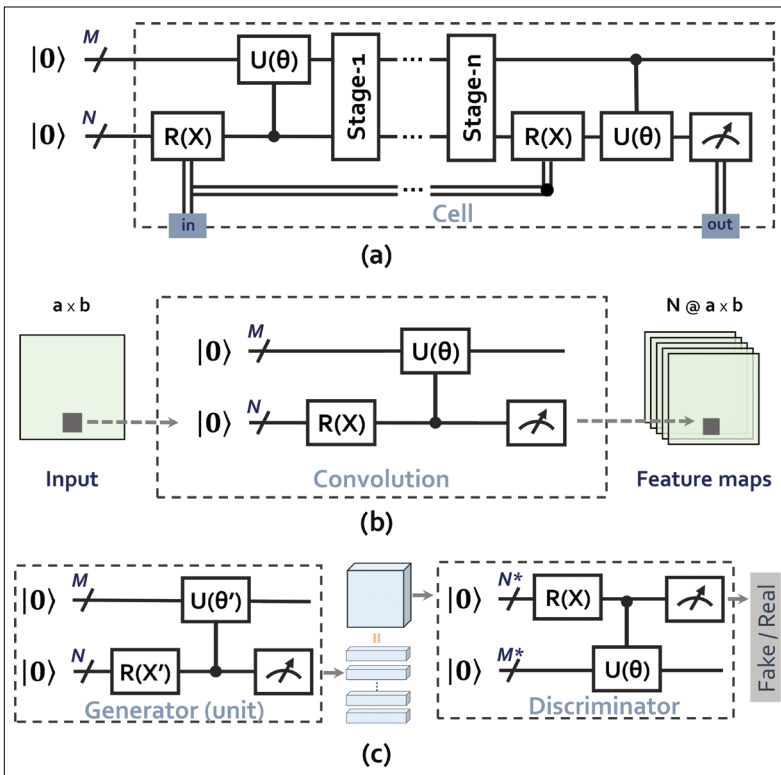 M
|0⟩ U(θ) Stage-1 ... Stage-n
N
|0⟩ R(X) ... R(X) U(θ)
...
in Cell out
(a)
a x b N @ a x b
M
|0⟩ U(θ)
N
|0⟩ R(X)
Input Convolution Feature maps
(b)
M N*
|0⟩ U(θ') |0⟩ R(X) Fake / Real
=
N M*
|0⟩ R(X') |0⟩ U(θ)
...
Generator (unit) Discriminator
(c)